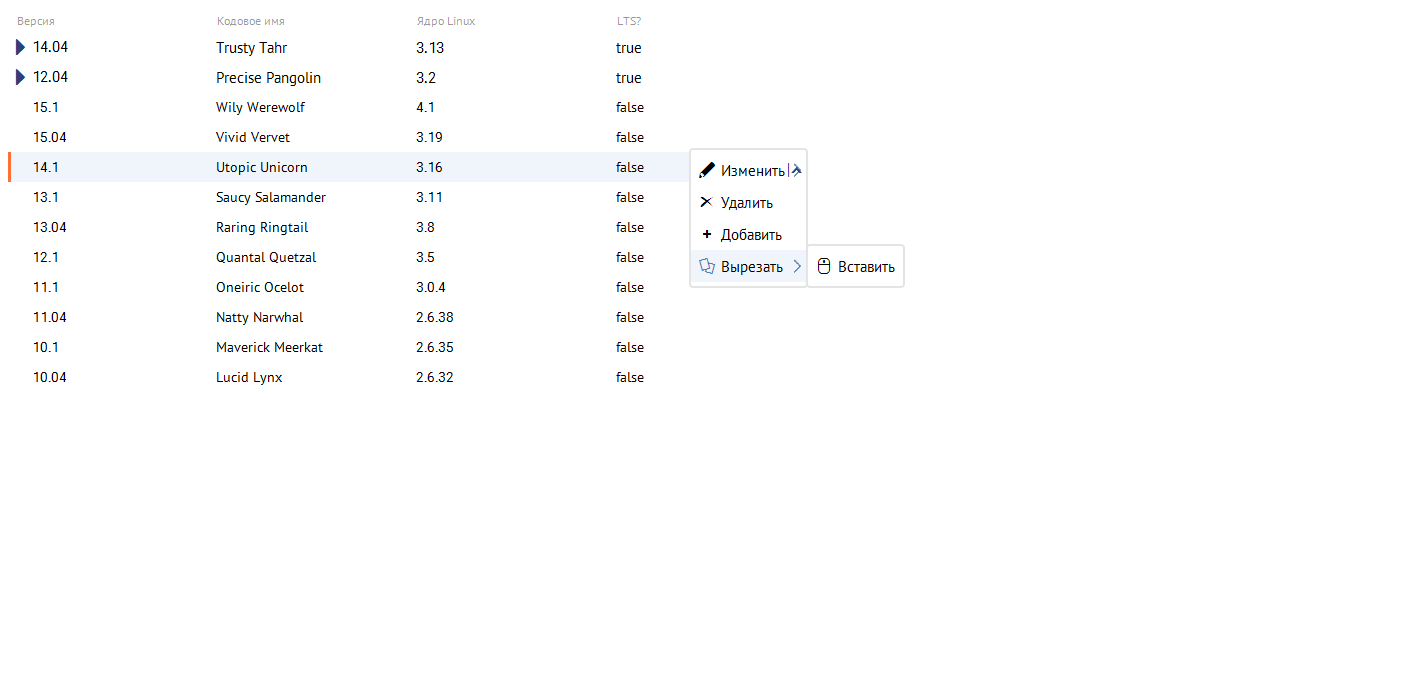 Версия Кодовое имя Ядро Linux LTS?
14.04 Trusty Tahr 3.13 true
12.04 Precise Pangolin 3.2 true
15.1 Wily Werewolf 4.1 false
15.04 Vivid Vervet 3.19 false
14.1 Utopic Unicorn 3.16 false
Изменить
13.1 Saucy Salamander 3.11 false
Удалить
13.04 Raring Ringtail 3.8 false
Добавить
12.1 Quantal Quetzal 3.5 false
Вырезать Вставить
11.1 Oneiric Ocelot 3.0.4 false
11.04 Natty Narwhal 2.6.38 false
10.1 Maverick Meerkat 2.6.35 false
10.04 Lucid Lynx 2.6.32 false